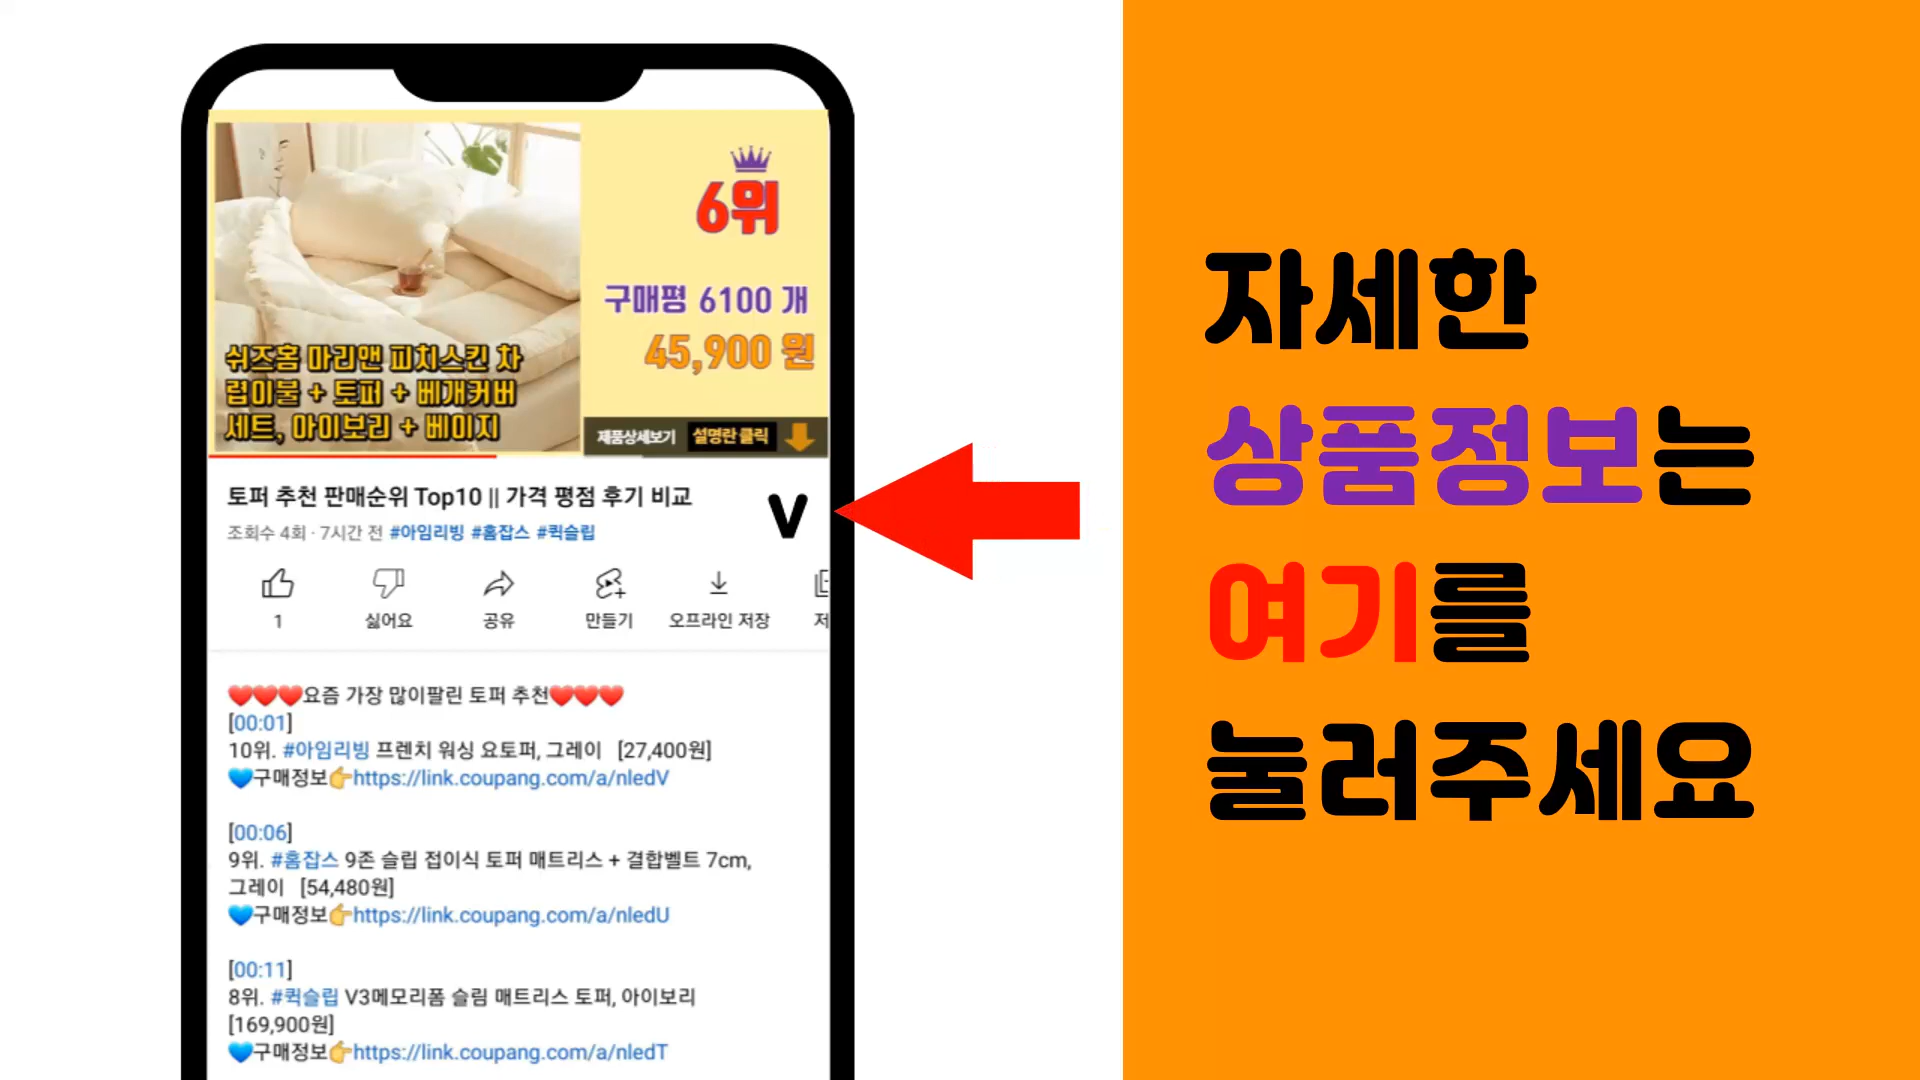 6위
구매평 6100 개
45,900 원
쉬즈홈 마리앤 피치스킨 차
렵이불 + 토퍼 + 베개커버
세트, 아이보리 + 베이지
제품상세보기 설명란 클릭
토퍼 추천 판매순위 Top10 || 가격 평점 후기 비교
V
조회수 4회 · 7시간 전 #아임리빙 #홈잡스 #퀵슬립
1 싫어요 공유 만들기 오프라인 저장 저
❤️❤️❤️요즘 가장 많이팔린 토퍼 추천❤️❤️❤️
[00:01]
10위. #아임리빙 프렌치 워싱 요토퍼, 그레이 [27,400원]
💙구매정보👉https://link.coupang.com/a/nledV
[00:06]
9위. #홈잡스 9존 슬립 접이식 토퍼 매트리스 + 결합벨트 7cm,
그레이 [54,480원]
💙구매정보👉https://link.coupang.com/a/nledU
[00:11]
8위. #퀵슬립 V3메모리폼 슬림 매트리스 토퍼, 아이보리
[169,900원]
💙구매정보👉https://link.coupang.com/a/nledT
자세한
상품정보는
여기를
눌러주세요